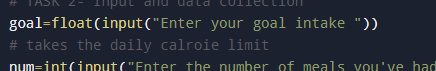 # TASK 2- Input and data collection
goal=float(input("Enter your goal intake "))
# takes the daily calroie limit
num=int(input("Enter the number of meals you've had